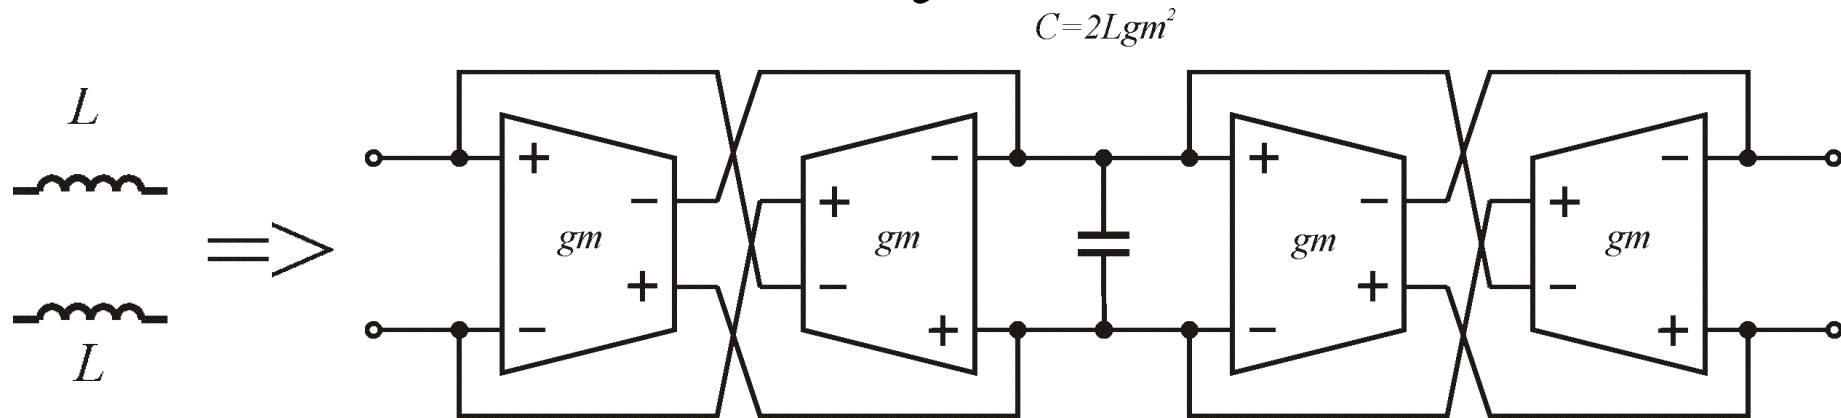 C=2Lgm²
L
+ − + − + − + −
− + − +
gm gm gm gm
+ − + −
− + − +
L